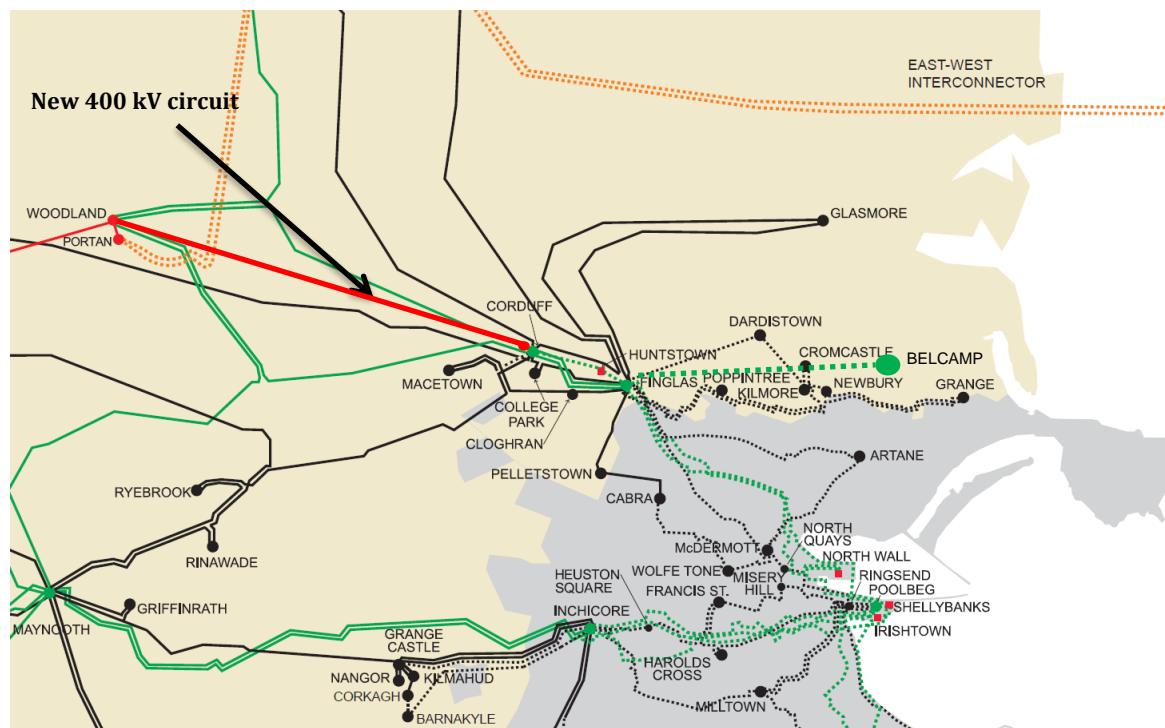 EAST-WEST
INTERCONNECTOR
New 400 kV circuit
WOODLAND
PORTAN
GLASMORE
CORDUFF
DARDISTOWN
HUNTSTOWN
CROMCASTLE
BELCAMP
MACETOWN
FINGLAS
POPPINTREE
KILMORE
NEWBURY
GRANGE
COLLEGE
PARK
CLOGHRAN
ARTANE
PELLETSTOWN
RYEBROOK
CABRA
NORTH
QUAYS
RINAWADE
McDERMOTT
NORTH WALL
WOLFE TONE
MISERY
HILL
HEUSTON
SQUARE
FRANCIS ST.
RINGSEND
POOLBEG
GRIFFINRATH
INCHICORE
SHELLYBANKS
MAYNOOTH
IRISHTOWN
GRANGE
CASTLE
HAROLDS
CROSS
NANGOR
KILMAHUD
CORKAGH
MILLTOWN
BARNAKYLE